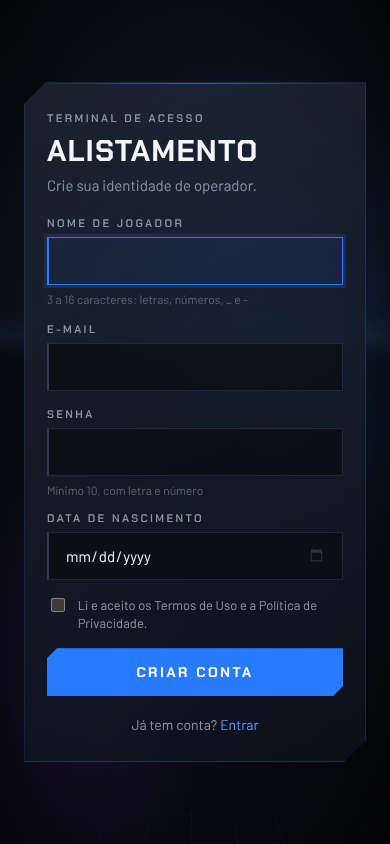 TERMINAL DE ACESSO
ALISTAMENTO
Crie sua identidade de operador.
NOME DE JOGADOR
3 a 16 caracteres: letras, números, _ e -
E-MAIL
SENHA
Mínimo 10, com letra e número
DATA DE NASCIMENTO
mm/dd/yyyy
Li e aceito os Termos de Uso e a Política de
Privacidade.
CRIAR CONTA
Já tem conta? Entrar